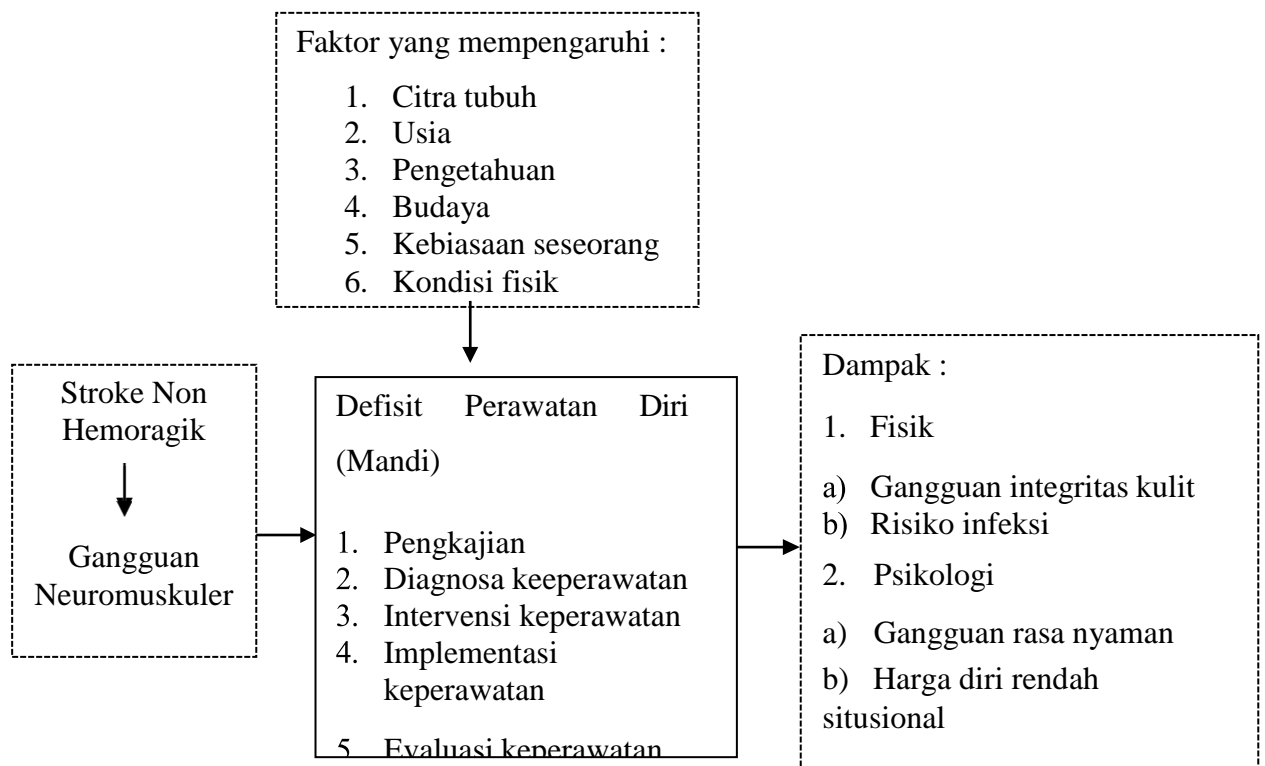 Faktor yang mempengaruhi :
1. Citra tubuh
2. Usia
3. Pengetahuan
4. Budaya
5. Kebiasaan seseorang
6. Kondisi fisik
Stroke Non
Hemoragik
Gangguan
Neuromuskuler
Defisit Perawatan Diri
(Mandi)
1. Pengkajian
2. Diagnosa keeperawatan
3. Intervensi keperawatan
4. Implementasi
keperawatan
5. Evaluasi keperawatan
Dampak :
1. Fisik
a) Gangguan integritas kulit
b) Risiko infeksi
2. Psikologi
a) Gangguan rasa nyaman
b) Harga diri rendah
situsional